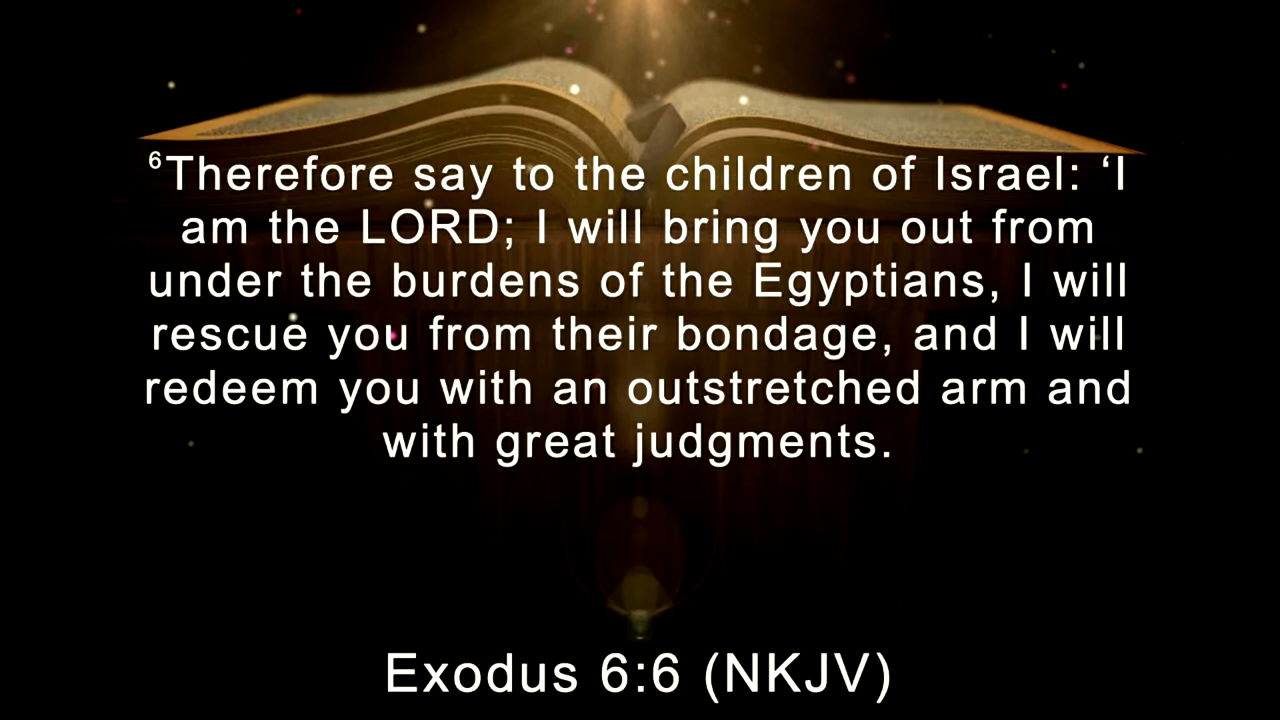 ⁶Therefore say to the children of Israel: ‘I
am the LORD; I will bring you out from
under the burdens of the Egyptians, I will
rescue you from their bondage, and I will
redeem you with an outstretched arm and
with great judgments.
Exodus 6:6 (NKJV)